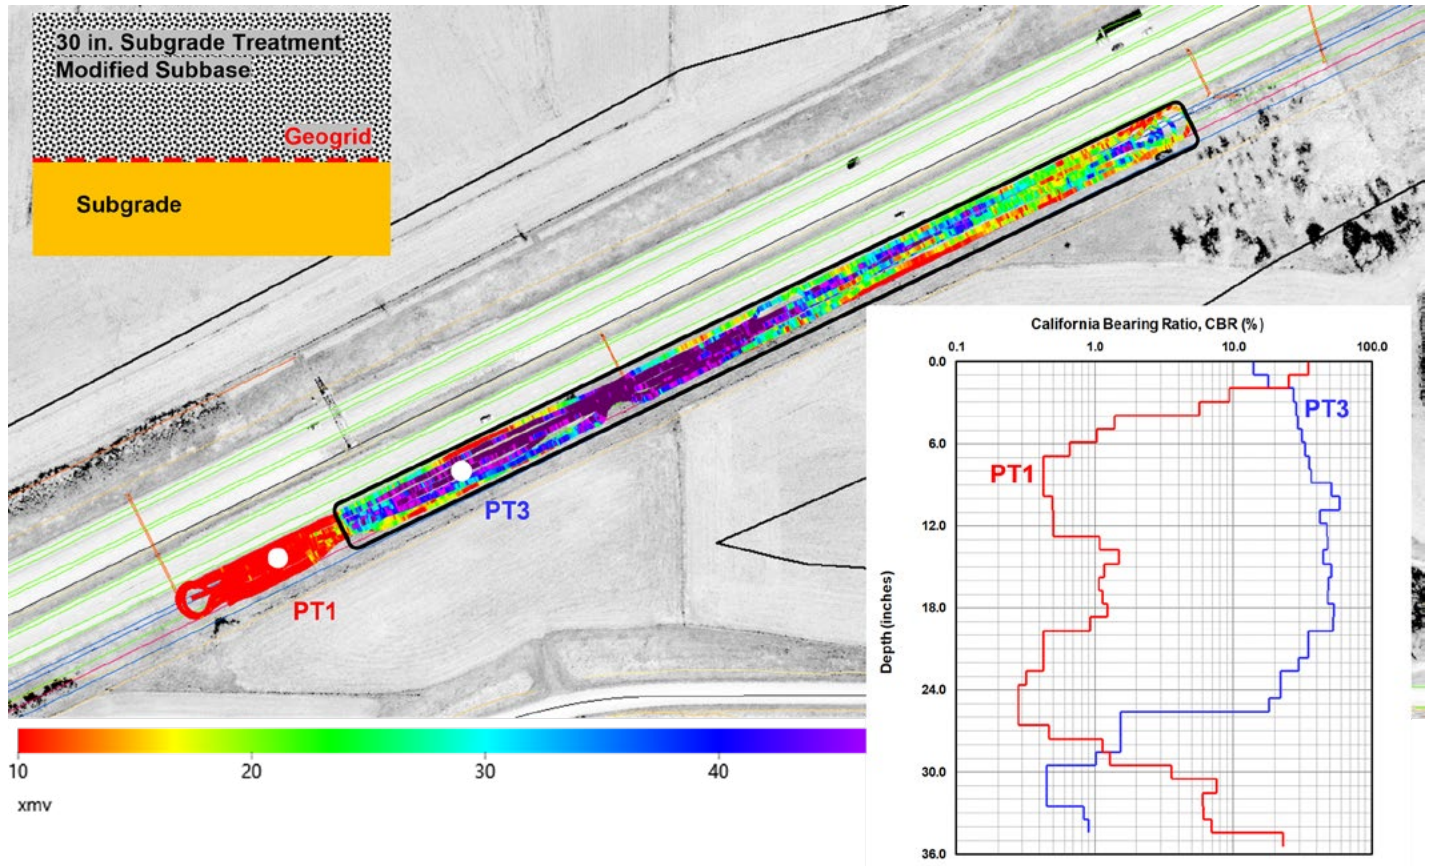 30 in. Subgrade Treatment
Modified Subbase
Geogrid
Subgrade
PT3
PT1
10 20 30 40
xmv
California Bearing Ratio, CBR (%)
0.1 1.0 10.0 100.0
0.0
PT3
6.0
PT1
12.0
Depth (inches)
18.0
24.0
30.0
36.0